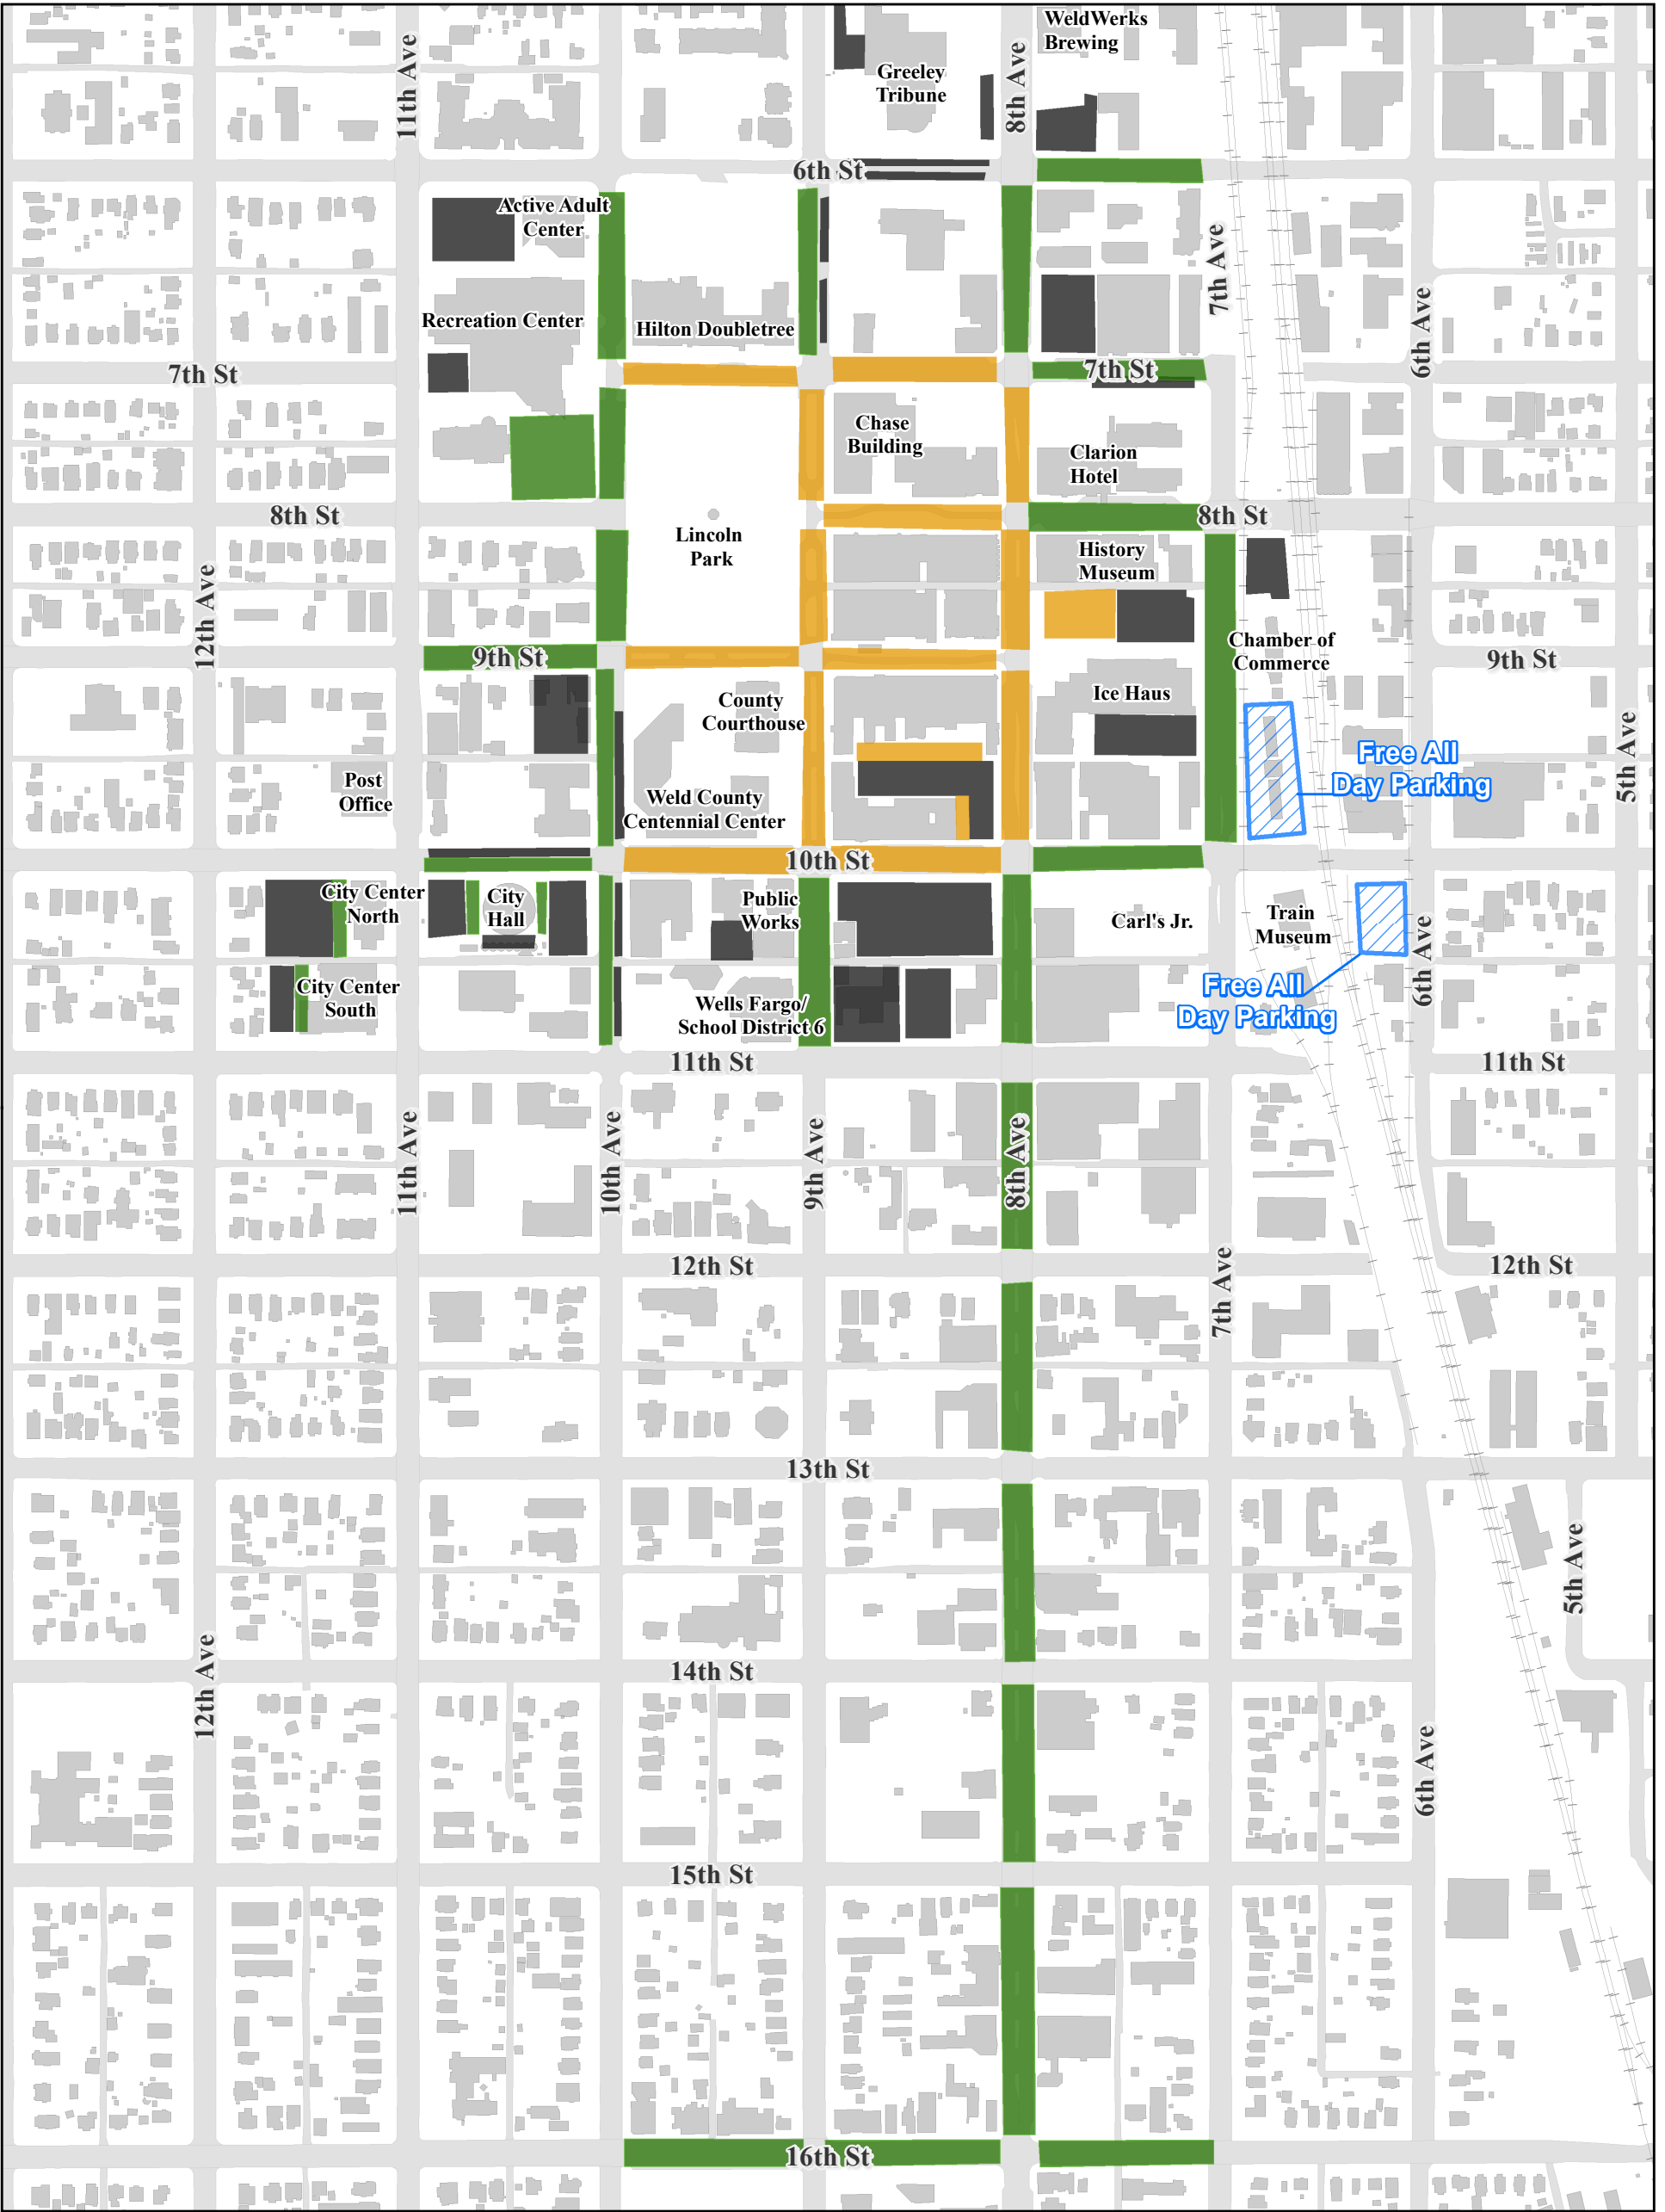 WeldWerks
Brewing
11th Ave
8th Ave
Greeley
Tribune
6th St
Active Adult
Center
7th Ave
6th Ave
Recreation Center
Hilton Doubletree
7th St
7th St
Chase
Building
Clarion
Hotel
8th St
8th St
Lincoln
Park
History
Museum
12th Ave
Chamber of
Commerce
9th St
9th St
Ice Haus
County
Courthouse
5th Ave
Free All
Day Parking
Post
Office
Weld County
Centennial Center
10th St
City Center
North
City
Hall
Public
Works
Carl's Jr.
Train
Museum
6th Ave
City Center
South
Free All
Day Parking
Wells Fargo/
School District 6
11th St
11th St
11th Ave
10th Ave
9th Ave
8th Ave
12th St
12th St
7th Ave
13th St
5th Ave
14th St
12th Ave
6th Ave
15th St
16th St